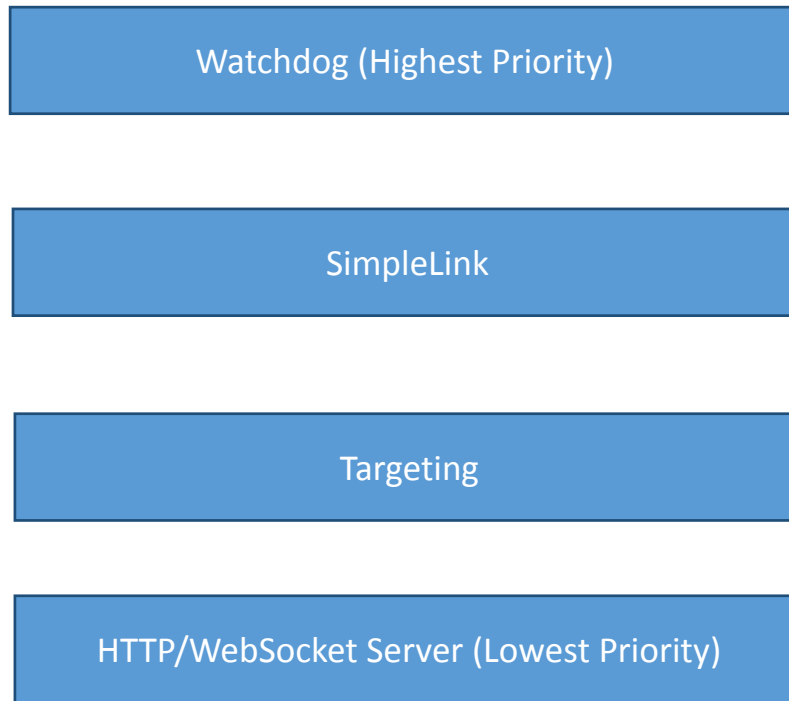 Watchdog (Highest Priority)
SimpleLink
Targeting
HTTP/WebSocket Server (Lowest Priority)